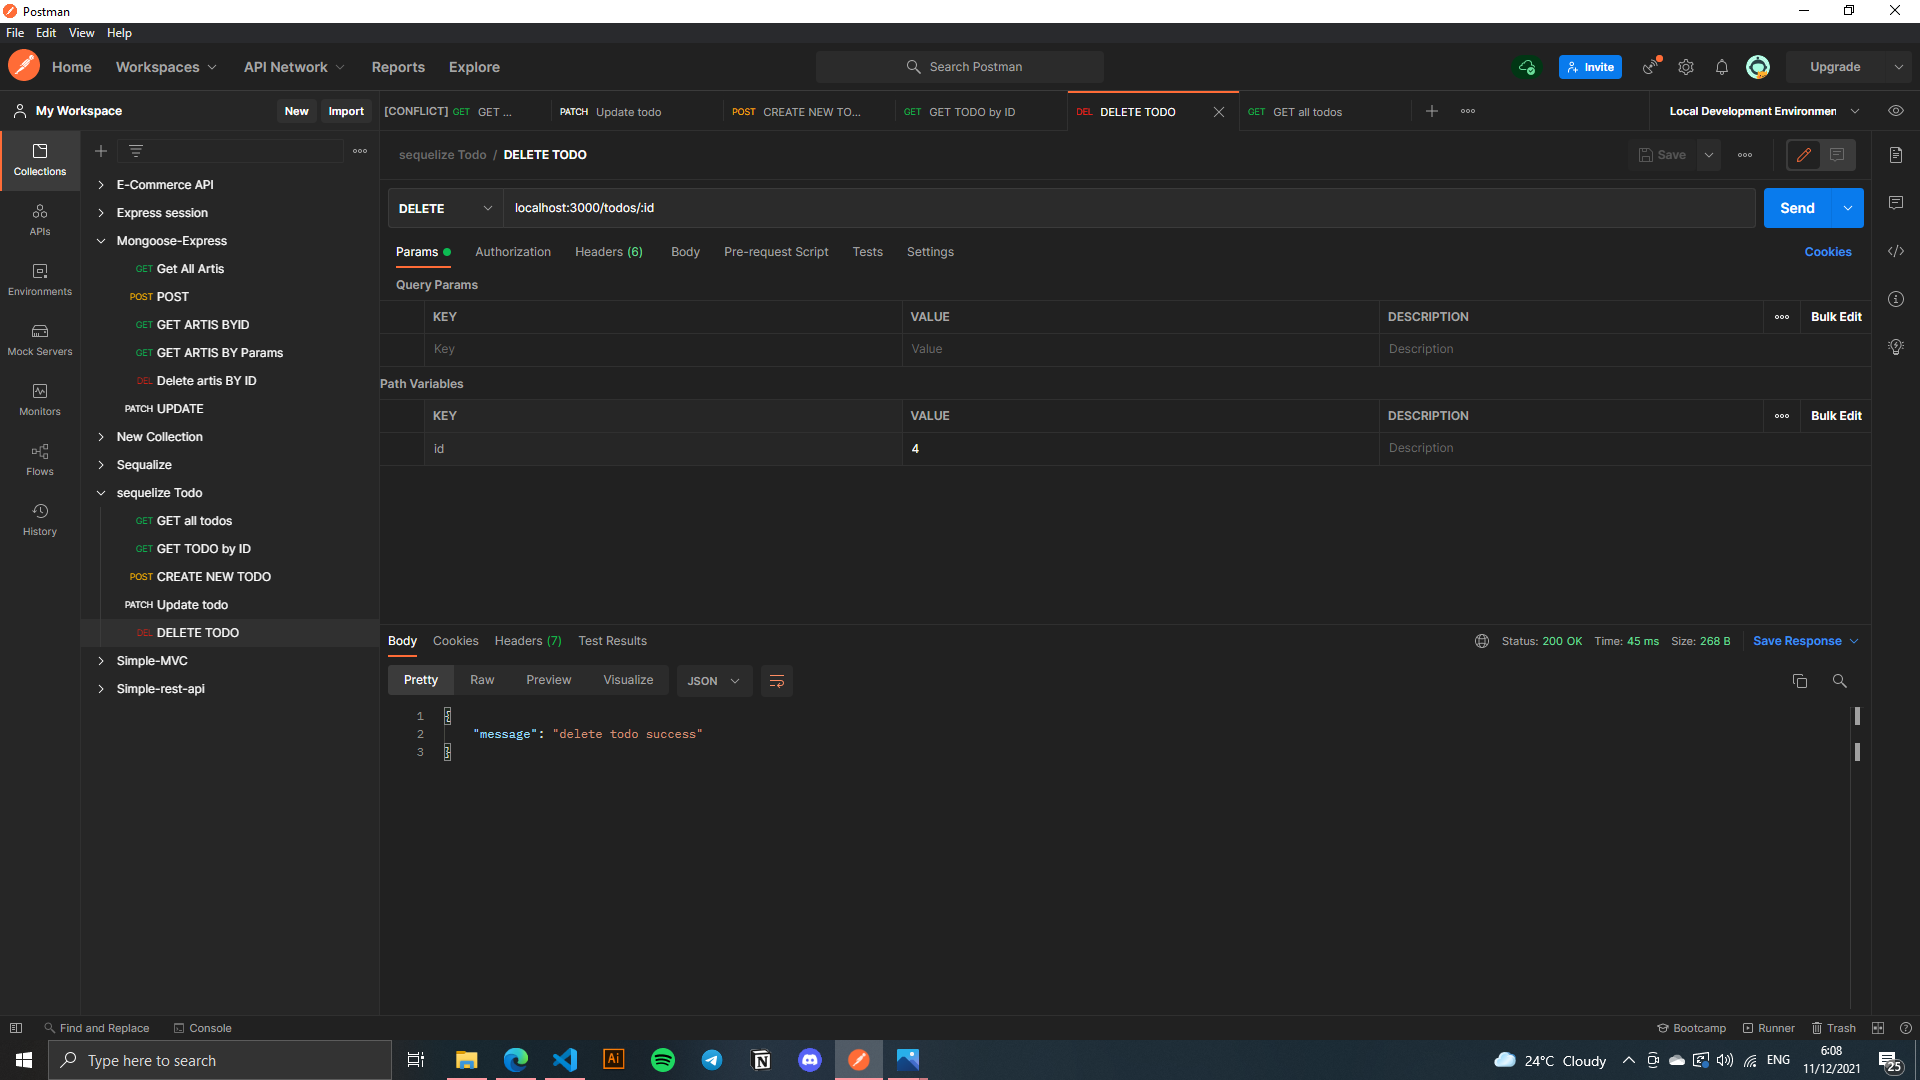 Postman
File Edit View Help
Home Workspaces API Network Reports Explore Search Postman Invite Upgrade
My Workspace New Import [CONFLICT] GET GET ... PATCH Update todo POST CREATE NEW TO... GET GET TODO by ID DEL DELETE TODO GET GET all todos Local Development Environmen
sequelize Todo / DELETE TODO Save
Collections
APIs
Environments
Mock Servers
Monitors
Flows
History
E-Commerce API
Express session
Mongoose-Express
GET Get All Artis
POST POST
GET GET ARTIS BYID
GET GET ARTIS BY Params
DEL Delete artis BY ID
PATCH UPDATE
New Collection
Sequalize
sequelize Todo
GET GET all todos
GET GET TODO by ID
POST CREATE NEW TODO
PATCH Update todo
DEL DELETE TODO
Simple-MVC
Simple-rest-api
DELETE localhost:3000/todos/:id Send
Params Authorization Headers (6) Body Pre-request Script Tests Settings Cookies
Query Params
KEY VALUE DESCRIPTION Bulk Edit
Key Value Description
Path Variables
KEY VALUE DESCRIPTION Bulk Edit
id 4 Description
Body Cookies Headers (7) Test Results Status: 200 OK Time: 45 ms Size: 268 B Save Response
Pretty Raw Preview Visualize JSON
1 {
2 "message": "delete todo success"
3 }
Find and Replace Console Bootcamp Runner Trash
Type here to search Ai 24°C Cloudy ENG 6:08
11/12/2021 25